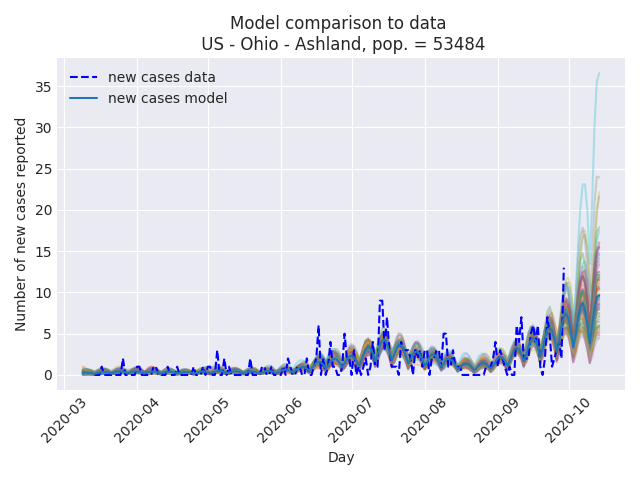 Model comparison to data
US - Ohio - Ashland, pop. = 53484
new cases data
new cases model
Number of new cases reported
35
30
25
20
15
10
5
0
2020-03
2020-04
2020-05
2020-06
2020-07
2020-08
2020-09
2020-10
Day